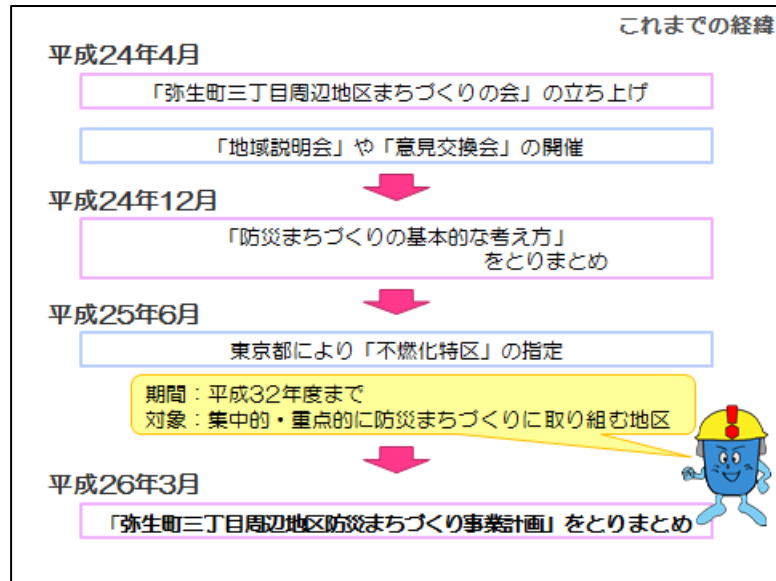 これまでの経緯
平成24年4月
「弥生町三丁目周辺地区まちづくりの会」の立ち上げ
「地域説明会」や「意見交換会」の開催
平成24年12月
「防災まちづくりの基本的な考え方」
をとりまとめ
平成25年6月
東京都により「不燃化特区」の指定
期間：平成32年度まで
対象：集中的・重点的に防災まちづくりに取り組む地区
平成26年3月
「弥生町三丁目周辺地区防災まちづくり事業計画」をとりまとめ